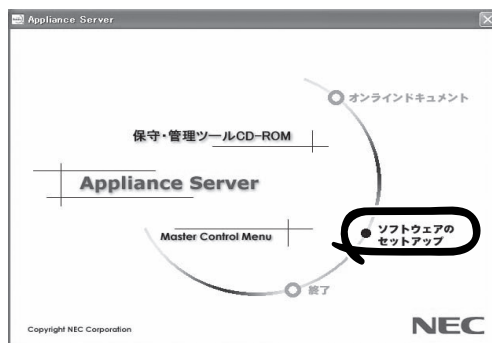 Appliance Server
オンラインドキュメント
保守・管理ツールCD-ROM
Appliance Server
Master Control Menu
ソフトウェアの
セットアップ
終了
Copyright NEC Corporation
NEC